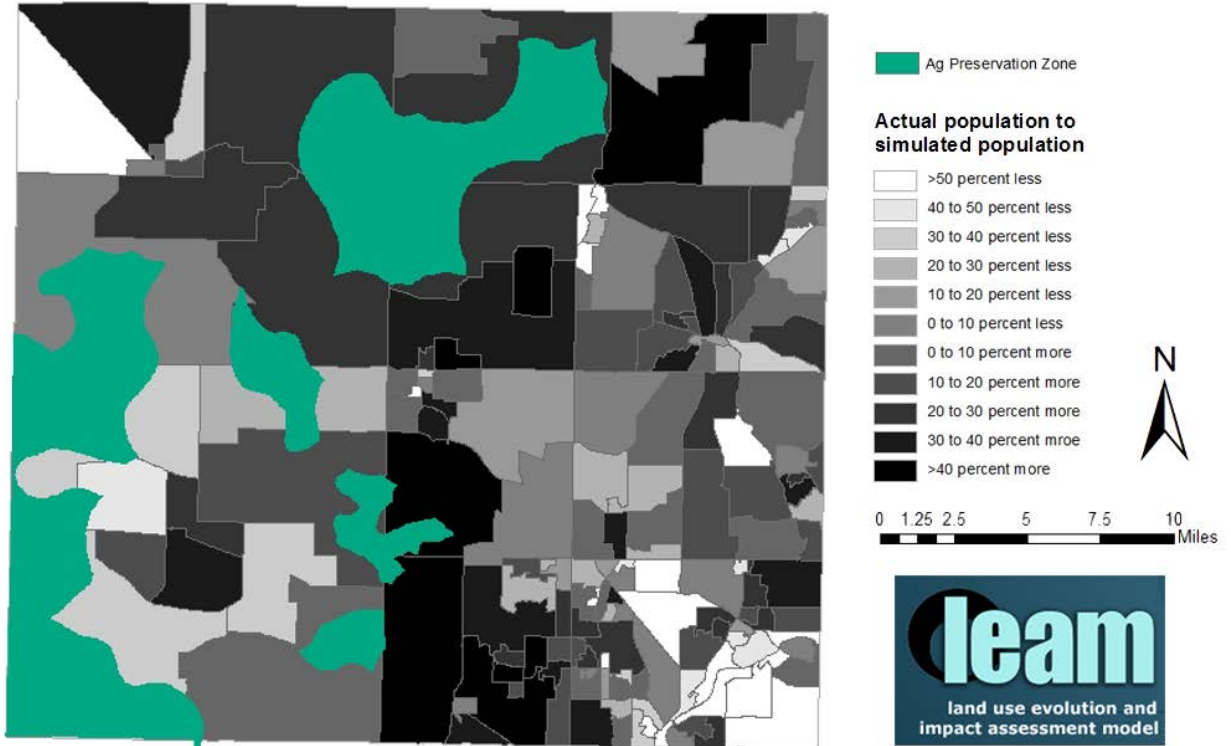 Ag Preservation Zone
Actual population to
simulated population
>50 percent less
40 to 50 percent less
30 to 40 percent less
20 to 30 percent less
10 to 20 percent less
0 to 10 percent less
0 to 10 percent more
10 to 20 percent more
20 to 30 percent more
30 to 40 percent mroe
>40 percent more
N
0 1.25 2.5 5 7.5 10
Miles
leam
land use evolution and
impact assessment model